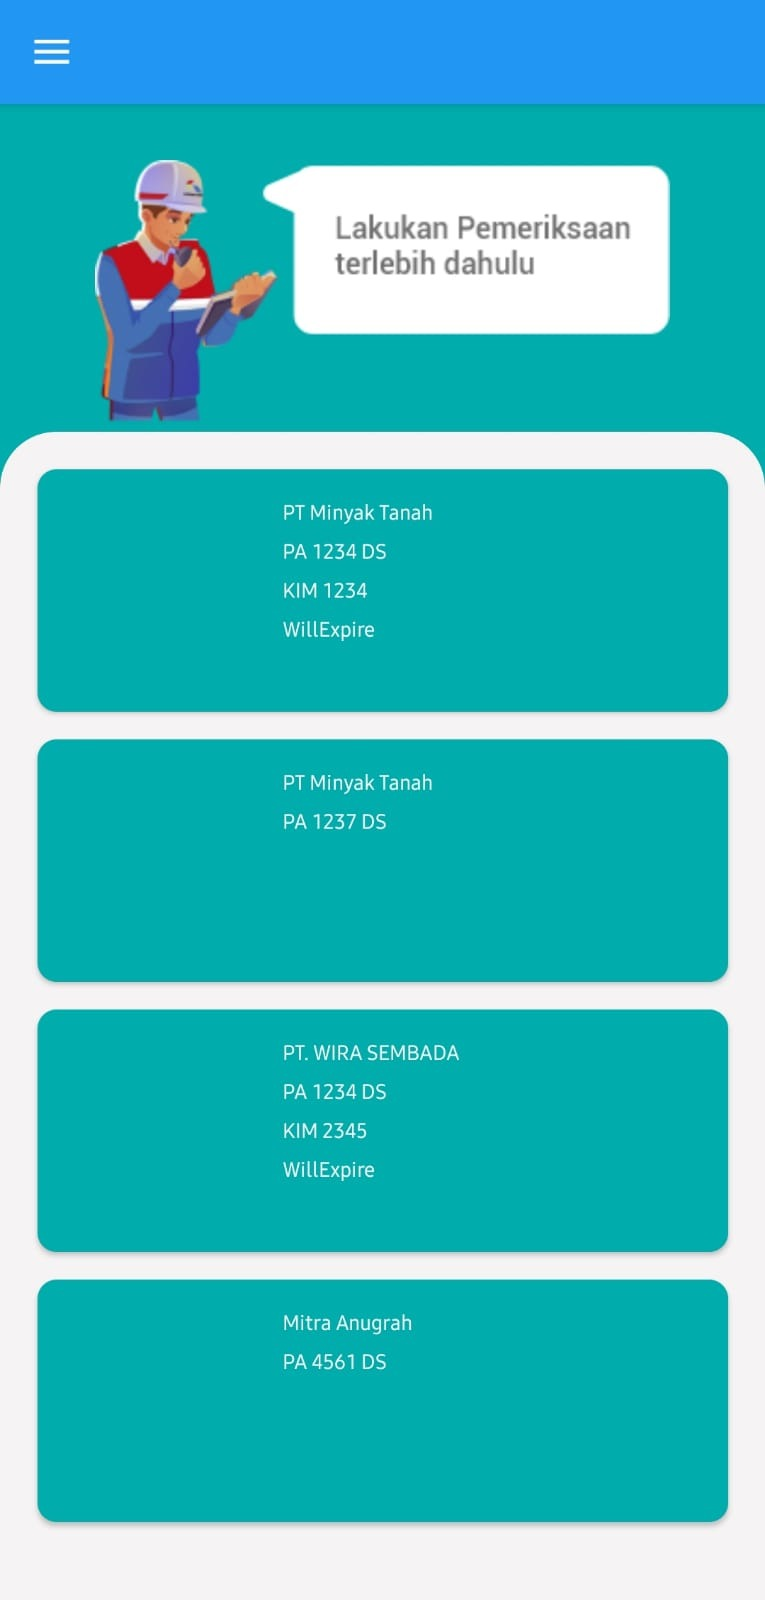 Lakukan Pemeriksaan
terlebih dahulu
PT Minyak Tanah
PA 1234 DS
KIM 1234
WillExpire
PT Minyak Tanah
PA 1237 DS
PT. WIRA SEMBADA
PA 1234 DS
KIM 2345
WillExpire
Mitra Anugrah
PA 4561 DS